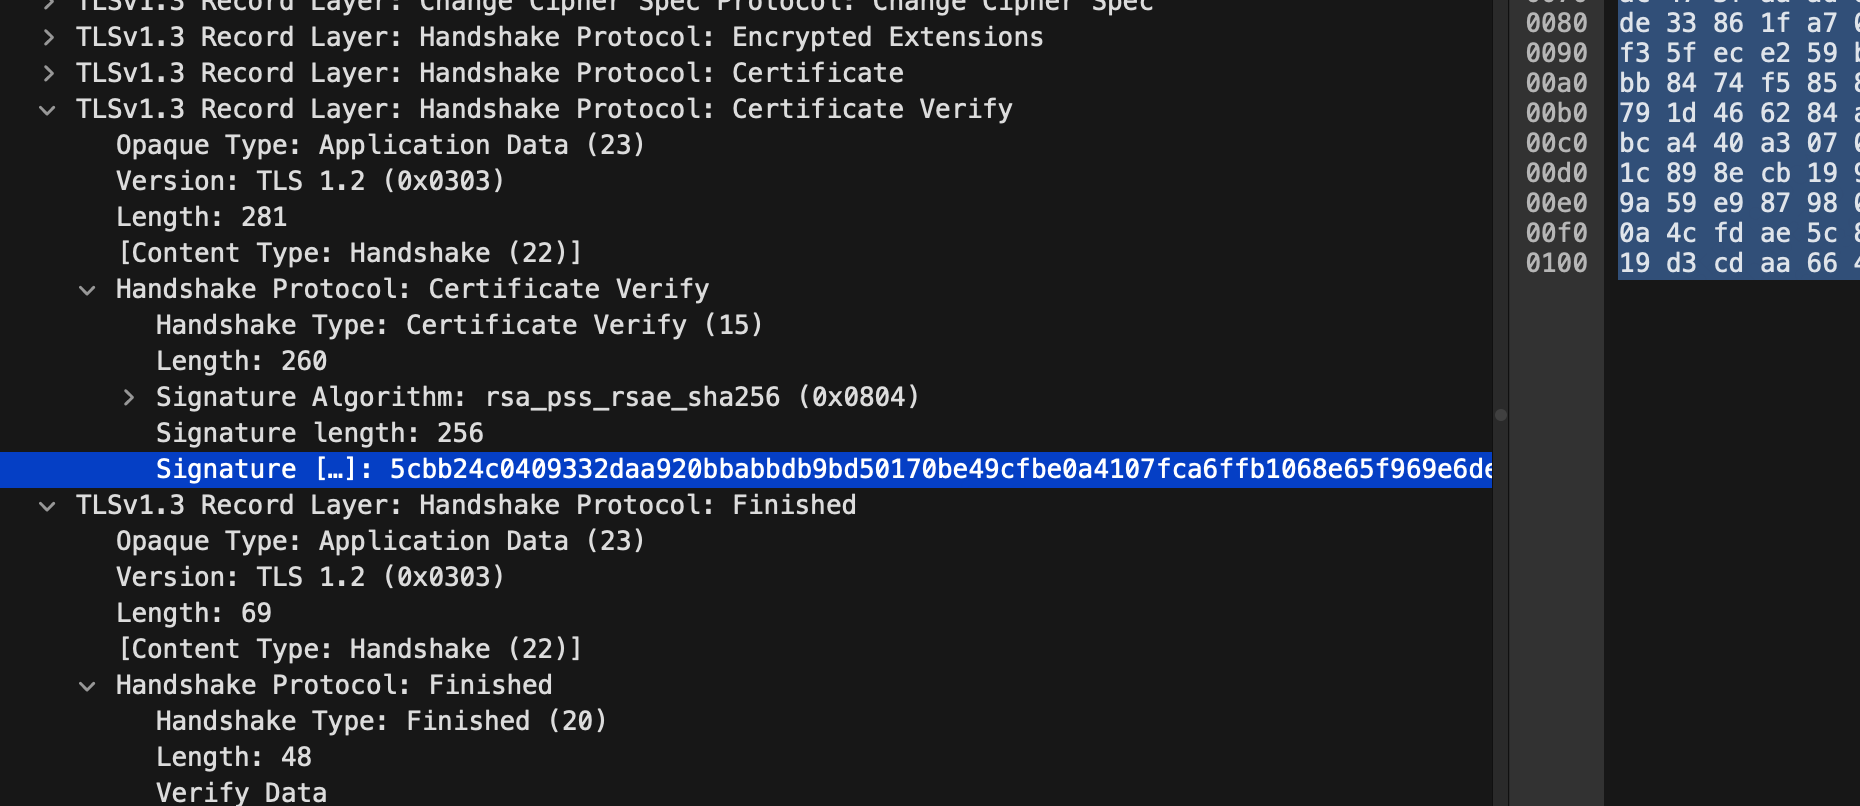 TLSv1.3 Record Layer: Change Cipher Spec Protocol: Change Cipher Spec
TLSv1.3 Record Layer: Handshake Protocol: Encrypted Extensions
TLSv1.3 Record Layer: Handshake Protocol: Certificate
TLSv1.3 Record Layer: Handshake Protocol: Certificate Verify
Opaque Type: Application Data (23)
Version: TLS 1.2 (0x0303)
Length: 281
[Content Type: Handshake (22)]
Handshake Protocol: Certificate Verify
Handshake Type: Certificate Verify (15)
Length: 260
Signature Algorithm: rsa_pss_rsae_sha256 (0x0804)
Signature length: 256
Signature […]: 5cbb24c0409332daa920bbabbdb9bd50170be49cfbe0a4107fca6ffb1068e65f969e6de
TLSv1.3 Record Layer: Handshake Protocol: Finished
Opaque Type: Application Data (23)
Version: TLS 1.2 (0x0303)
Length: 69
[Content Type: Handshake (22)]
Handshake Protocol: Finished
Handshake Type: Finished (20)
Length: 48
Verify Data
0080 de 33 86 1f a7
0090 f3 5f ec e2 59
00a0 bb 84 74 f5 85
00b0 79 1d 46 62 84
00c0 bc a4 40 a3 07
00d0 1c 89 8e cb 19
00e0 9a 59 e9 87 98
00f0 0a 4c fd ae 5c
0100 19 d3 cd aa 66